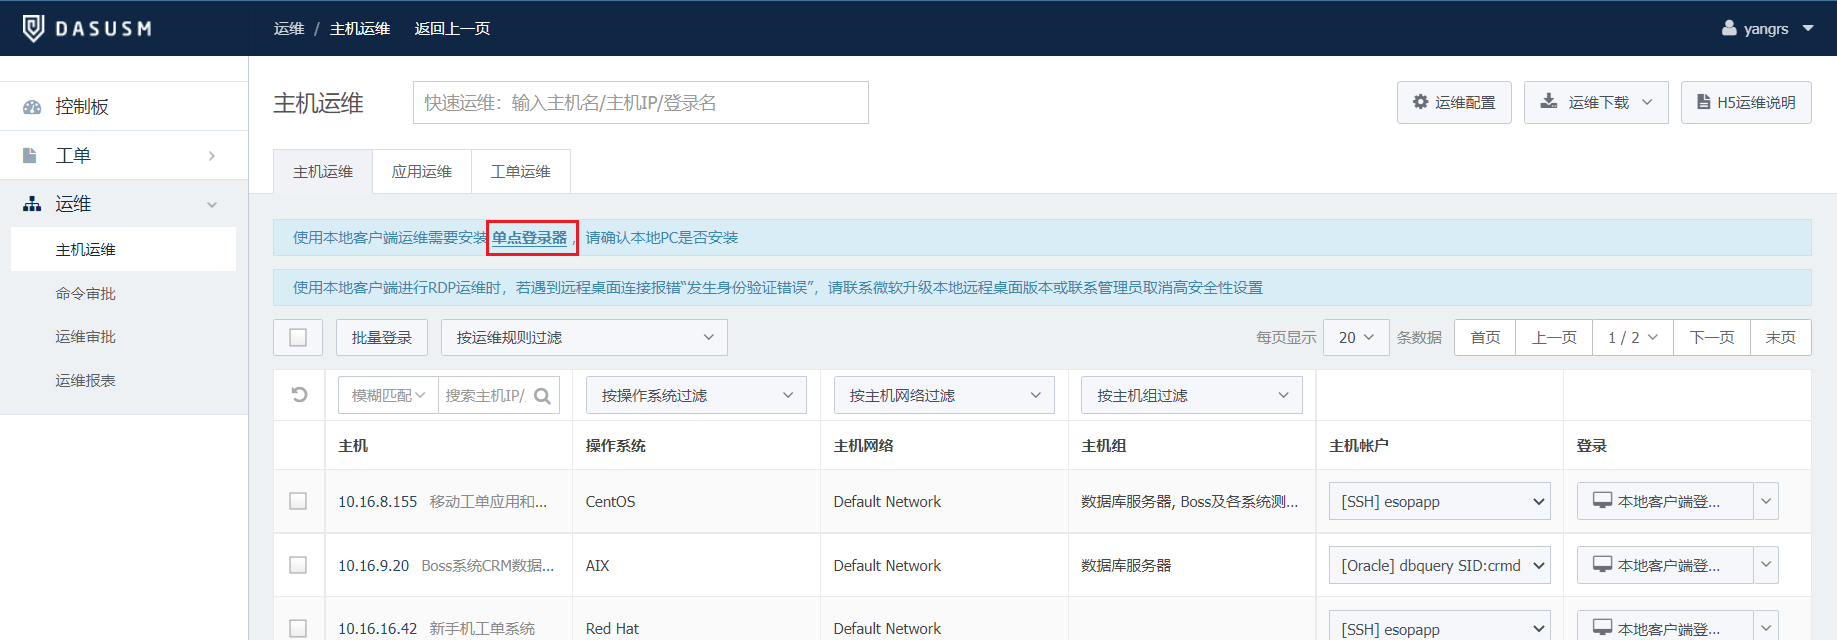 DASUSM
运维 / 主机运维 返回上一页
yangrs
控制板
工单
运维
主机运维
命令审批
运维审批
运维报表
主机运维
快速运维：输入主机名/主机IP/登录名
运维配置
运维下载
H5运维说明
主机运维
应用运维
工单运维
使用本地客户端运维需要安装 单点登录器 ，请确认本地PC是否安装
使用本地客户端进行RDP运维时，若遇到远程桌面连接报错“发生身份验证错误”，请联系微软升级本地远程桌面版本或联系管理员取消高安全性设置
批量登录 按运维规则过滤 每页显示 20 条数据 首页 上一页 1 / 2 下一页 末页
模糊匹配 搜索主机IP/ 按操作系统过滤 按主机网络过滤 按主机组过滤
主机 操作系统 主机网络 主机组 主机帐户 登录
10.16.8.155 移动工单应用和... CentOS Default Network 数据库服务器, Boss及各系统测... [SSH] esopapp 本地客户端登...
10.16.9.20 Boss系统CRM数据... AIX Default Network 数据库服务器 [Oracle] dbquery SID:crmd 本地客户端登...
10.16.16.42 新手机工单系统 Red Hat Default Network [SSH] esopapp 本地客户端登...